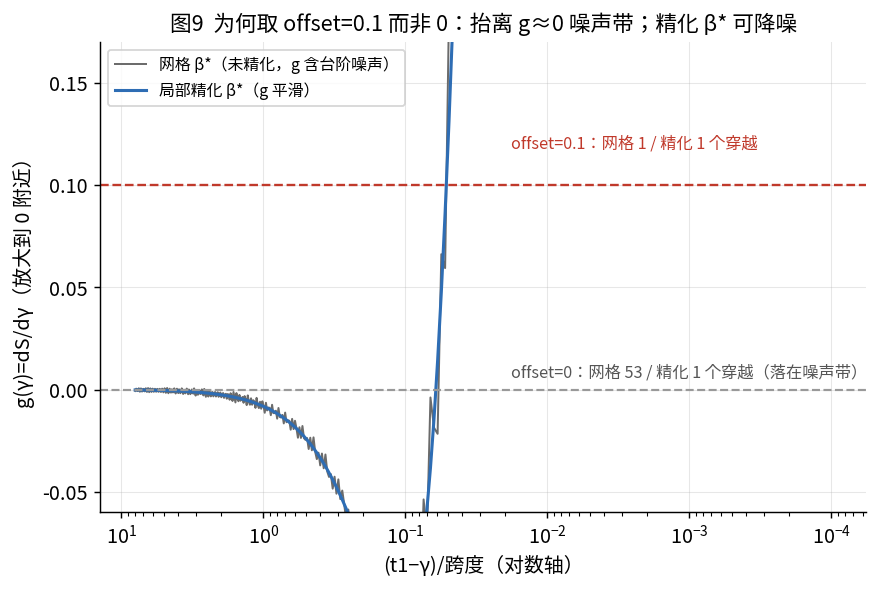 图9 为何取 offset=0.1 而非 0：抬离 g≈0 噪声带；精化 β* 可降噪
网格 β*（未精化，g 含台阶噪声）
局部精化 β*（g 平滑）
g(γ)=dS/dγ（放大到 0 附近）
0.15
0.10
0.05
0.00
-0.05
offset=0.1：网格 1 / 精化 1 个穿越
offset=0：网格 53 / 精化 1 个穿越（落在噪声带）
10¹ 10⁰ 10⁻¹ 10⁻² 10⁻³ 10⁻⁴
(t1−γ)/跨度（对数轴）